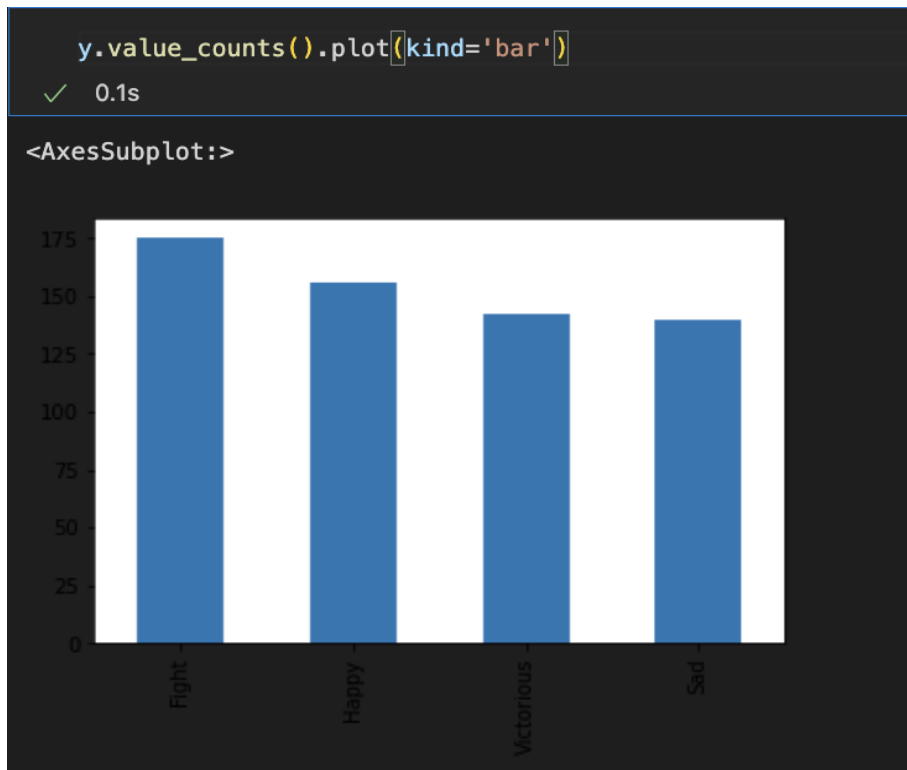 y.value_counts().plot(kind='bar')
0.1s
<AxesSubplot:>
175
150
125
100
75
50
25
0
Fight
Happy
Victorious
Sad